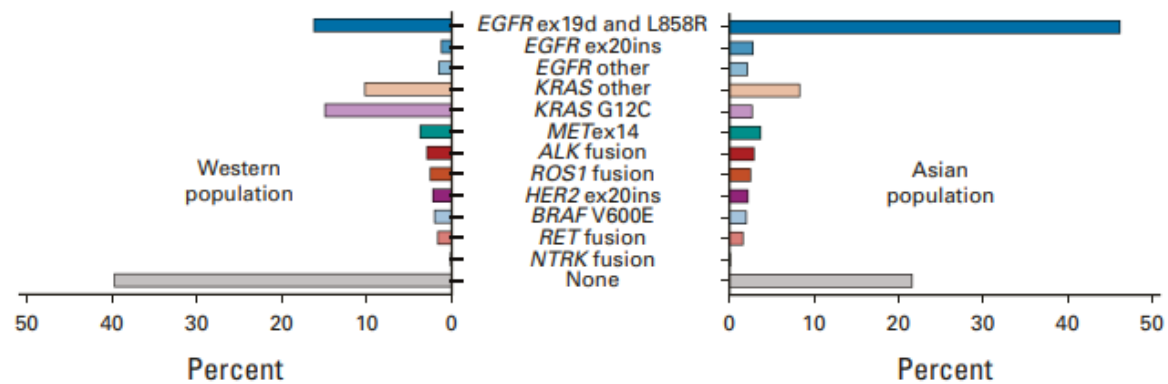 EGFR ex19d and L858R
EGFR ex20ins
EGFR other
KRAS other
KRAS G12C
METex14
ALK fusion
ROS1 fusion
HER2 ex20ins
BRAF V600E
RET fusion
NTRK fusion
None
Western
population
Asian
population
50 40 30 20 10 0
0 10 20 30 40 50
Percent
Percent